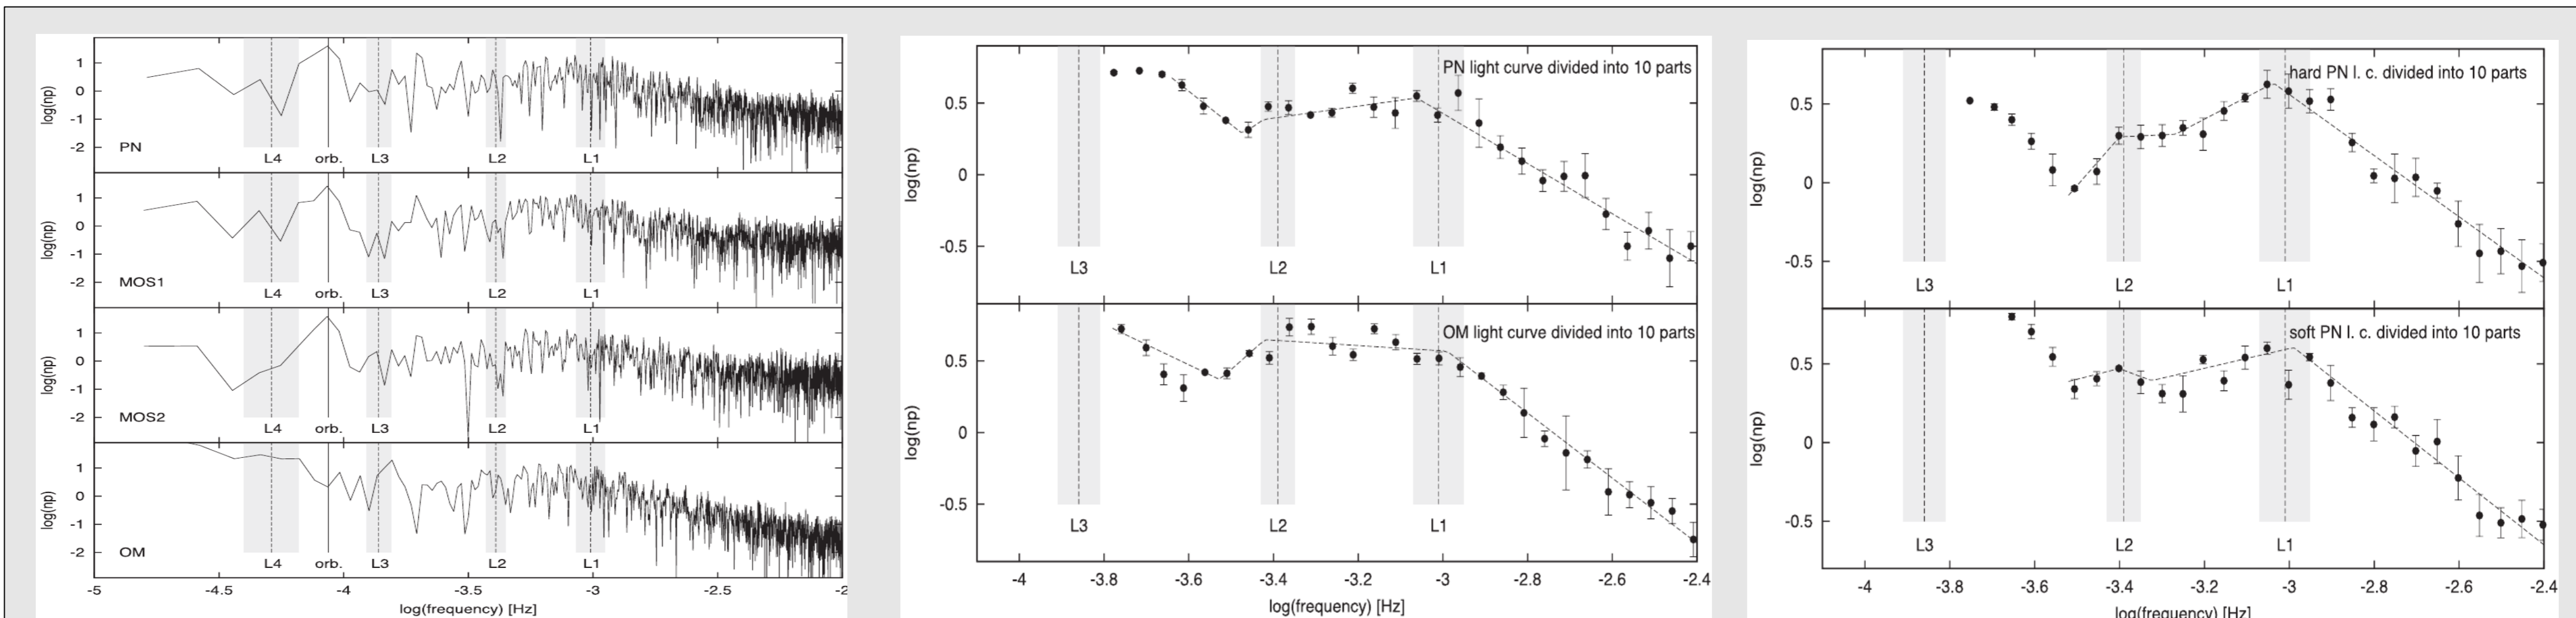 log(np)
1
0
-1
-2
PN
L4 orb. L3 L2 L1
log(np)
1
0
-1
-2
MOS1
L4 orb. L3 L2 L1
log(np)
1
0
-1
-2
MOS2
L4 orb. L3 L2 L1
log(np)
1
0
-1
-2
OM
L4 orb. L3 L2 L1
-5 -4.5 -4 -3.5 -3 -2.5 -2
log(frequency) [Hz]
PN light curve divided into 10 parts
log(np)
0.5
0
-0.5
L3 L2 L1
OM light curve divided into 10 parts
log(np)
0.5
0
-0.5
L3 L2 L1
-4 -3.8 -3.6 -3.4 -3.2 -3 -2.8 -2.6 -2.4
log(frequency) [Hz]
hard PN l. c. divided into 10 parts
log(np)
0.5
0
-0.5
L3 L2 L1
soft PN l. c. divided into 10 parts
log(np)
0.5
0
-0.5
L3 L2 L1
-4 -3.8 -3.6 -3.4 -3.2 -3 -2.8 -2.6 -2.4
log(frequency) [Hz]